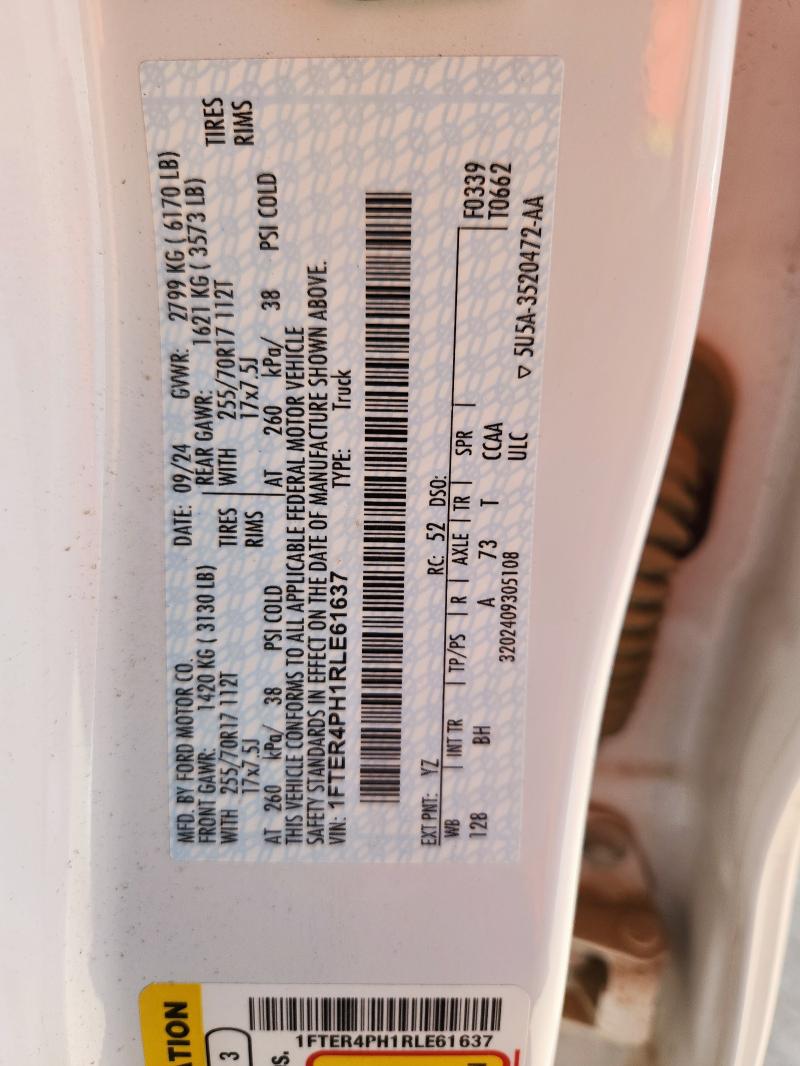 MFD. BY FORD MOTOR CO. DATE: 09/24 GVWR: 2799 KG ( 6170 LB)
FRONT GAWR: 1420 KG ( 3130 LB) REAR GAWR: 1621 KG ( 3573 LB)
WITH 255/70R17 112T TIRES WITH 255/70R17 112T TIRES
17x7.5J RIMS 17x7.5J RIMS
AT 260 kPa/ 38 PSI COLD AT 260 kPa/ 38 PSI COLD
THIS VEHICLE CONFORMS TO ALL APPLICABLE FEDERAL MOTOR VEHICLE
SAFETY STANDARDS IN EFFECT ON THE DATE OF MANUFACTURE SHOWN ABOVE.
VIN: 1FTER4PH1RLE61637 TYPE: Truck
EXT PNT: YZ RC: 52 DSO: F0339
WB INT TR TP/PS R AXLE TR SPR T0662
128 BH A 73 T CCAA
3202409305108 ULC ▽ 5U5A-3520472-AA
ATION
3
S.
1FTER4PH1RLE61637